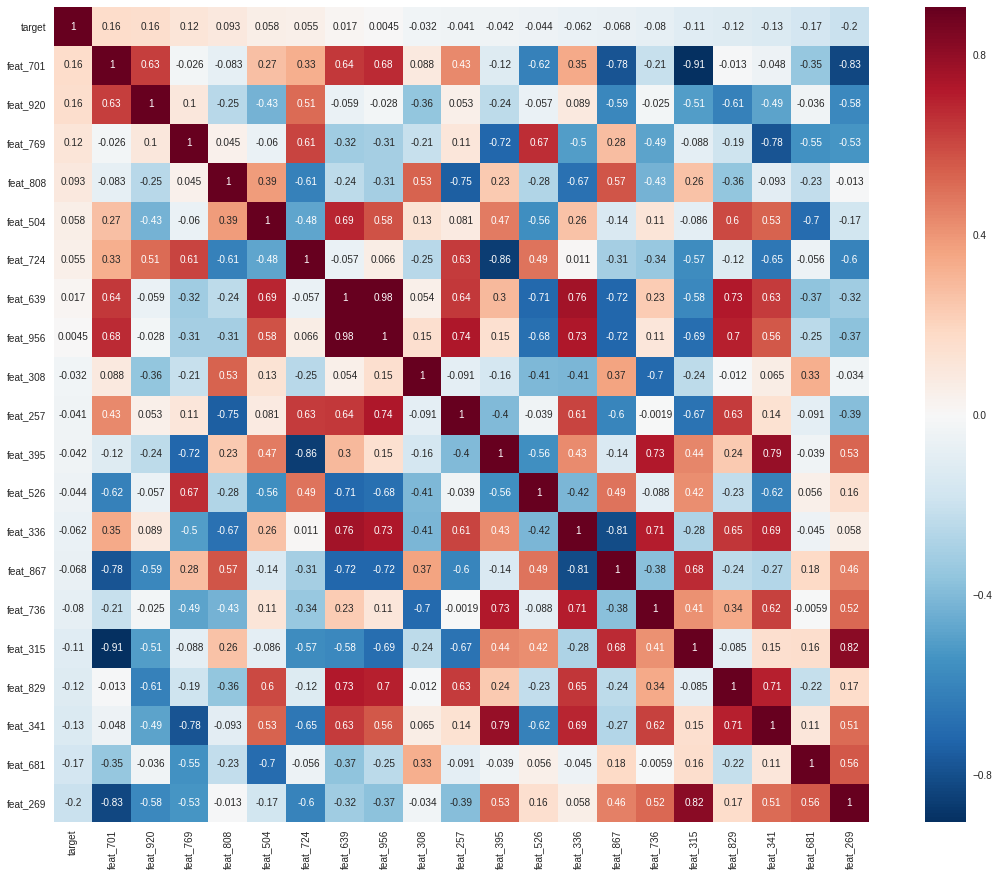 target 1 0.16 0.16 0.12 0.093 0.058 0.055 0.017 0.0045 -0.032 -0.041 -0.042 -0.044 -0.062 -0.068 -0.08 -0.11 -0.12 -0.13 -0.17 -0.2
feat_701 0.16 1 0.63 -0.026 -0.083 0.27 0.33 0.64 0.68 0.088 0.43 -0.12 -0.62 0.35 -0.78 -0.21 -0.91 -0.013 -0.048 -0.35 -0.83
feat_920 0.16 0.63 1 0.1 -0.25 -0.43 0.51 -0.059 -0.028 -0.36 0.053 -0.24 -0.057 0.089 -0.59 -0.025 -0.51 -0.61 -0.49 -0.036 -0.58
feat_769 0.12 -0.026 0.1 1 0.045 -0.06 0.61 -0.32 -0.31 -0.21 0.11 -0.72 0.67 -0.5 0.28 -0.49 -0.088 -0.19 -0.78 -0.55 -0.53
feat_808 0.093 -0.083 -0.25 0.045 1 0.39 -0.61 -0.24 -0.31 0.53 -0.75 0.23 -0.28 -0.67 0.57 -0.43 0.26 -0.36 -0.093 -0.23 -0.013
feat_504 0.058 0.27 -0.43 -0.06 0.39 1 -0.48 0.69 0.58 0.13 0.081 0.47 -0.56 0.26 -0.14 0.11 -0.086 0.6 0.53 -0.7 -0.17
feat_724 0.055 0.33 0.51 0.61 -0.61 -0.48 1 -0.057 0.066 -0.25 0.63 -0.86 0.49 0.011 -0.31 -0.34 -0.57 -0.12 -0.65 -0.056 -0.6
feat_639 0.017 0.64 -0.059 -0.32 -0.24 0.69 -0.057 1 0.98 0.054 0.64 0.3 -0.71 0.76 -0.72 0.23 -0.58 0.73 0.63 -0.37 -0.32
feat_956 0.0045 0.68 -0.028 -0.31 -0.31 0.58 0.066 0.98 1 0.15 0.74 0.15 -0.68 0.73 -0.72 0.11 -0.69 0.7 0.56 -0.25 -0.37
feat_308 -0.032 0.088 -0.36 -0.21 0.53 0.13 -0.25 0.054 0.15 1 -0.091 -0.16 -0.41 -0.41 0.37 -0.7 -0.24 -0.012 0.065 0.33 -0.034
feat_257 -0.041 0.43 0.053 0.11 -0.75 0.081 0.63 0.64 0.74 -0.091 1 -0.4 -0.039 0.61 -0.6 -0.0019 -0.67 0.63 0.14 -0.091 -0.39
feat_395 -0.042 -0.12 -0.24 -0.72 0.23 0.47 -0.86 0.3 0.15 -0.16 -0.4 1 -0.56 0.43 -0.14 0.73 0.44 0.24 0.79 -0.039 0.53
feat_526 -0.044 -0.62 -0.057 0.67 -0.28 -0.56 0.49 -0.71 -0.68 -0.41 -0.039 -0.56 1 -0.42 0.49 -0.088 0.42 -0.23 -0.62 0.056 0.16
feat_336 -0.062 0.35 0.089 -0.5 -0.67 0.26 0.011 0.76 0.73 -0.41 0.61 0.43 -0.42 1 -0.81 0.71 -0.28 0.65 0.69 -0.045 0.058
feat_867 -0.068 -0.78 -0.59 0.28 0.57 -0.14 -0.31 -0.72 -0.72 0.37 -0.6 -0.14 0.49 -0.81 1 -0.38 0.68 -0.24 -0.27 0.18 0.46
feat_736 -0.08 -0.21 -0.025 -0.49 -0.43 0.11 -0.34 0.23 0.11 -0.7 -0.0019 0.73 -0.088 0.71 -0.38 1 0.41 0.34 0.62 -0.0059 0.52
feat_315 -0.11 -0.91 -0.51 -0.088 0.26 -0.086 -0.57 -0.58 -0.69 -0.24 -0.67 0.44 0.42 -0.28 0.68 0.41 1 -0.085 0.15 0.16 0.82
feat_829 -0.12 -0.013 -0.61 -0.19 -0.36 0.6 -0.12 0.73 0.7 -0.012 0.63 0.24 -0.23 0.65 -0.24 0.34 -0.085 1 0.71 -0.22 0.17
feat_341 -0.13 -0.048 -0.49 -0.78 -0.093 0.53 -0.65 0.63 0.56 0.065 0.14 0.79 -0.62 0.69 -0.27 0.62 0.15 0.71 1 0.11 0.51
feat_681 -0.17 -0.35 -0.036 -0.55 -0.23 -0.7 -0.056 -0.37 -0.25 0.33 -0.091 -0.039 0.056 -0.045 0.18 -0.0059 0.16 -0.22 0.11 1 0.56
feat_269 -0.2 -0.83 -0.58 -0.53 -0.013 -0.17 -0.6 -0.32 -0.37 -0.034 -0.39 0.53 0.16 0.058 0.46 0.52 0.82 0.17 0.51 0.56 1
target feat_701 feat_920 feat_769 feat_808 feat_504 feat_724 feat_639 feat_956 feat_308 feat_257 feat_395 feat_526 feat_336 feat_867 feat_736 feat_315 feat_829 feat_341 feat_681 feat_269
0.8
0.4
0.0
−0.4
−0.8